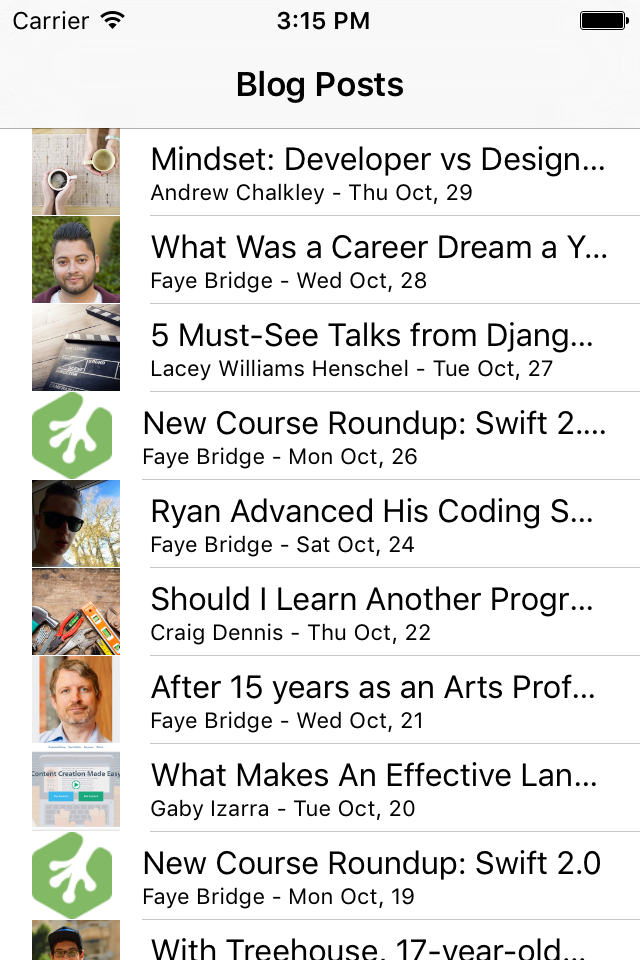 Carrier 3:15 PM
Blog Posts
Mindset: Developer vs Design...
Andrew Chalkley - Thu Oct, 29
What Was a Career Dream a Y...
Faye Bridge - Wed Oct, 28
5 Must-See Talks from Djang...
Lacey Williams Henschel - Tue Oct, 27
New Course Roundup: Swift 2....
Faye Bridge - Mon Oct, 26
Ryan Advanced His Coding S...
Faye Bridge - Sat Oct, 24
Should I Learn Another Progr...
Craig Dennis - Thu Oct, 22
After 15 years as an Arts Prof...
Faye Bridge - Wed Oct, 21
Content Creation Made Easy
What Makes An Effective Lan...
Gaby Izarra - Tue Oct, 20
New Course Roundup: Swift 2.0
Faye Bridge - Mon Oct, 19
With Treehouse, 17-year-old...